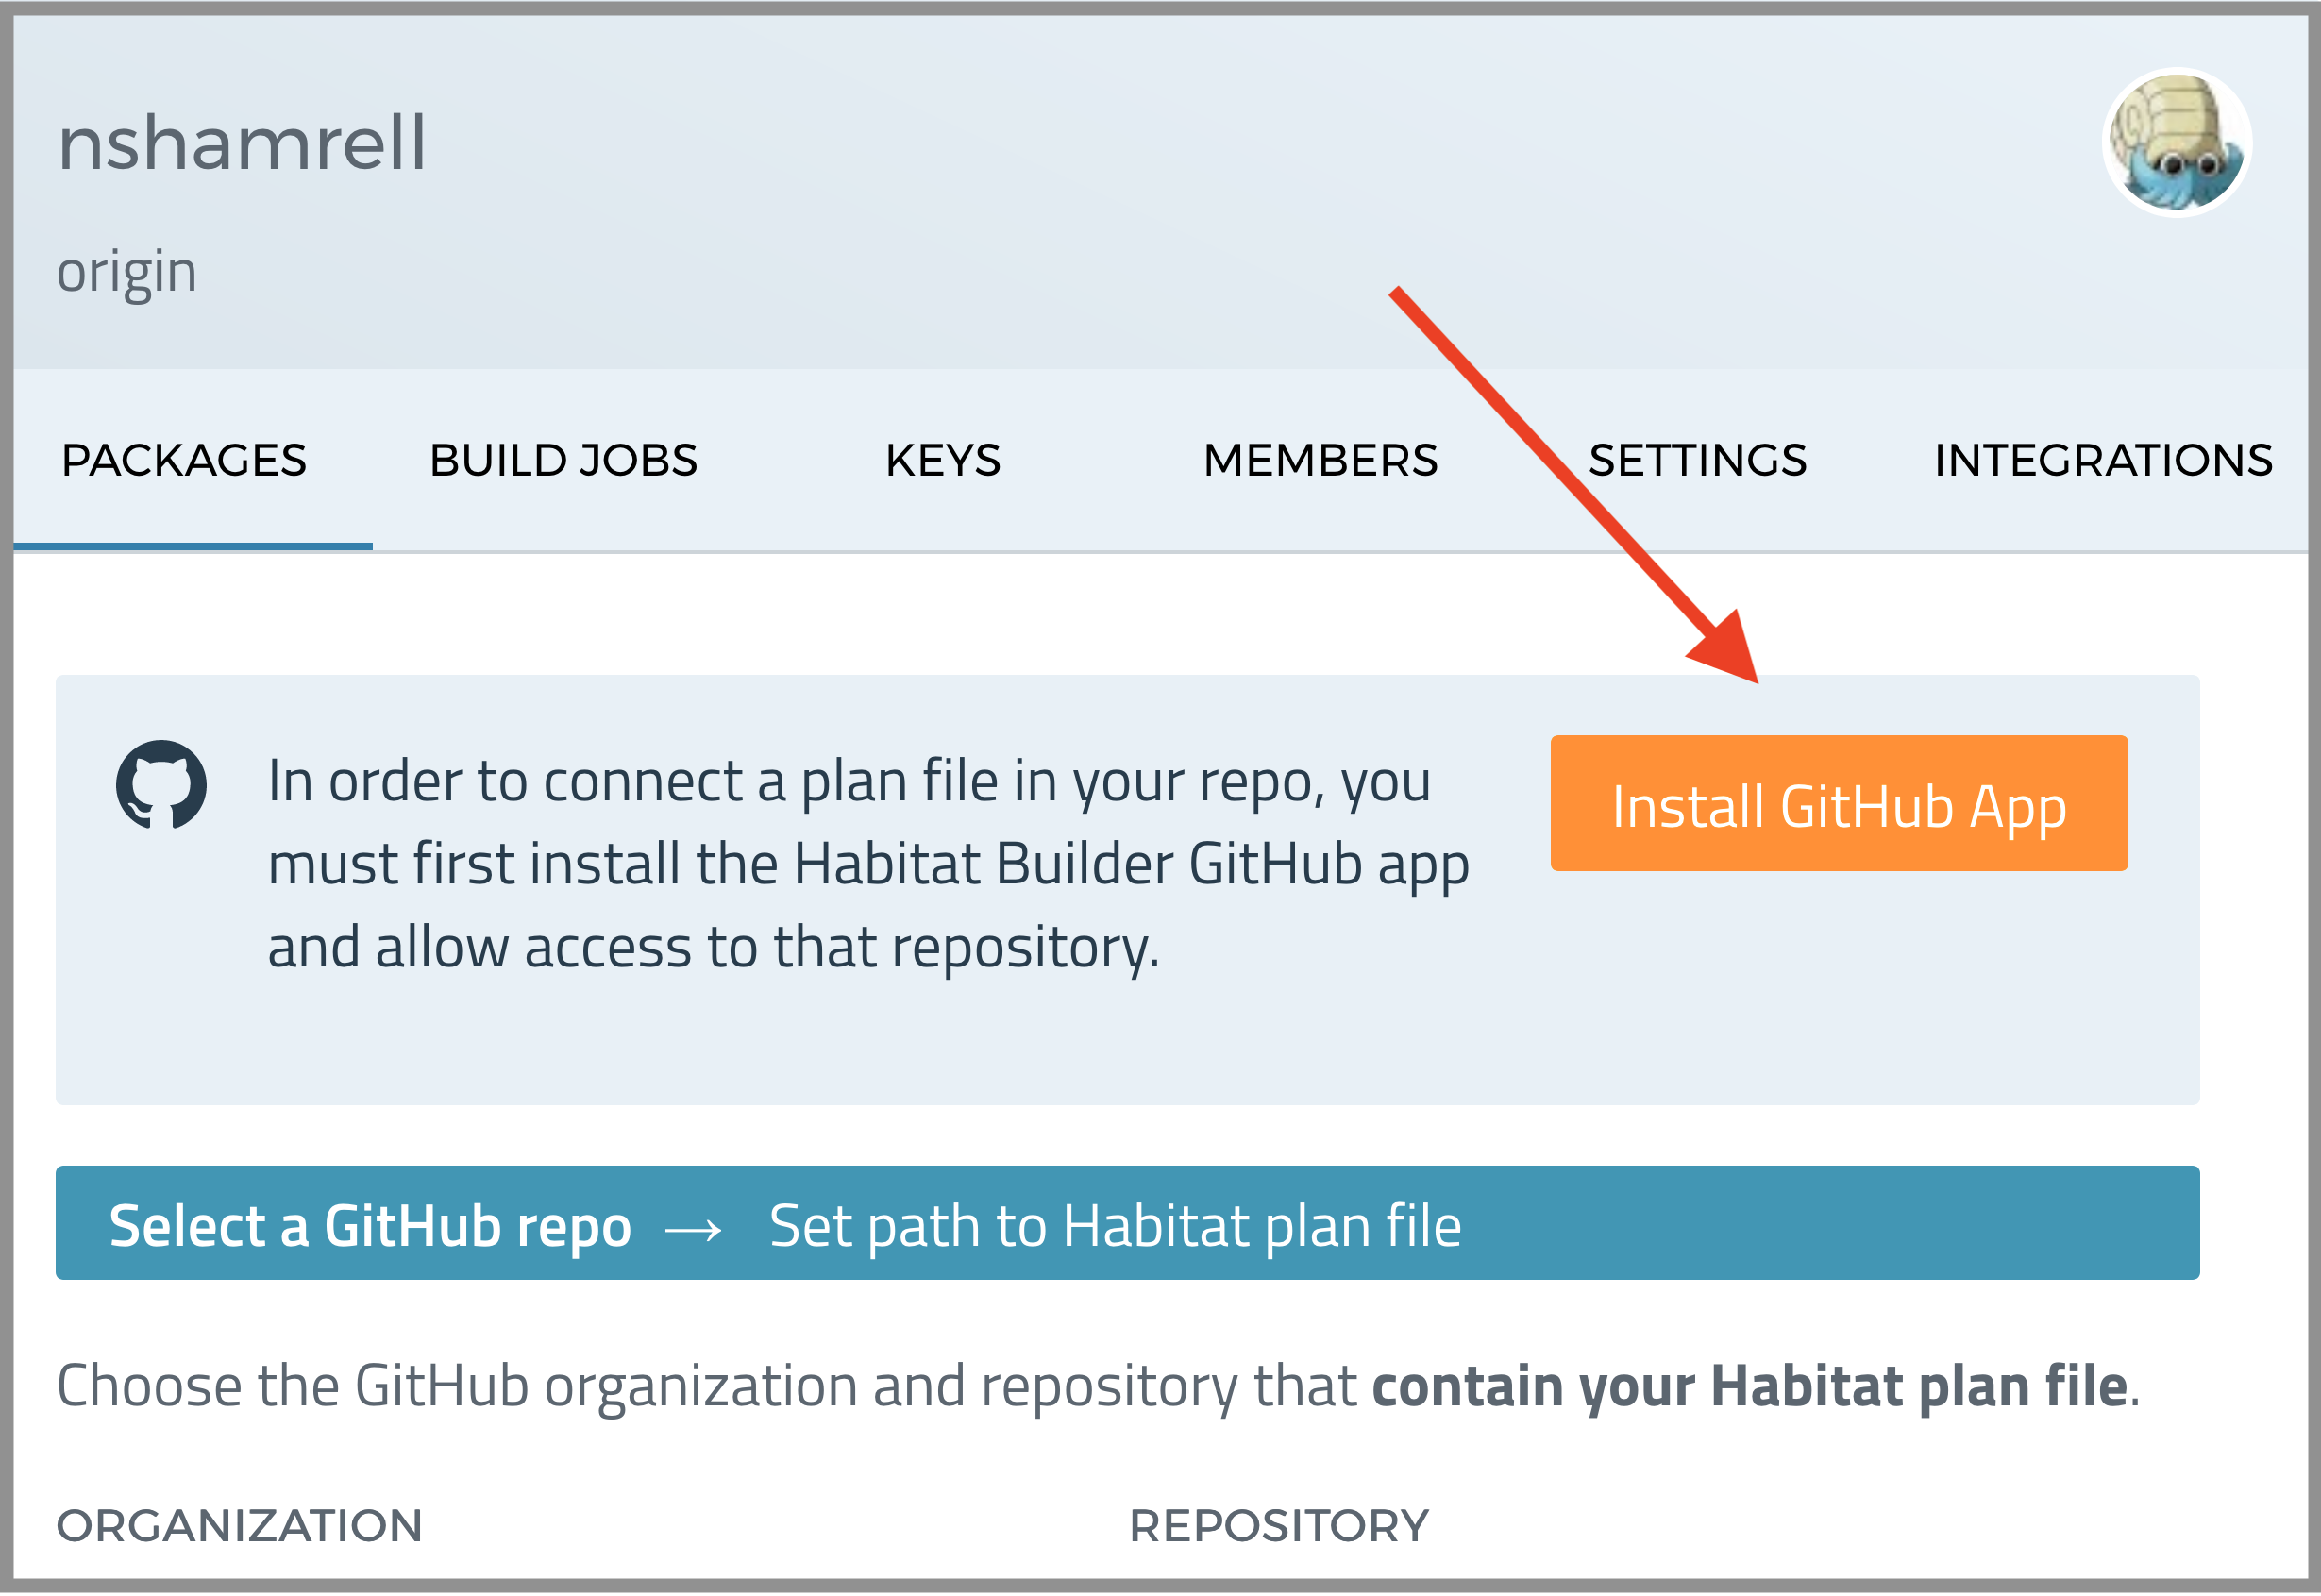 nshamrell
origin
PACKAGES BUILD JOBS KEYS MEMBERS SETTINGS INTEGRATIONS
In order to connect a plan file in your repo, you
must first install the Habitat Builder GitHub app
and allow access to that repository.
Install GitHub App
Select a GitHub repo → Set path to Habitat plan file
Choose the GitHub organization and repository that contain your Habitat plan file.
ORGANIZATION REPOSITORY